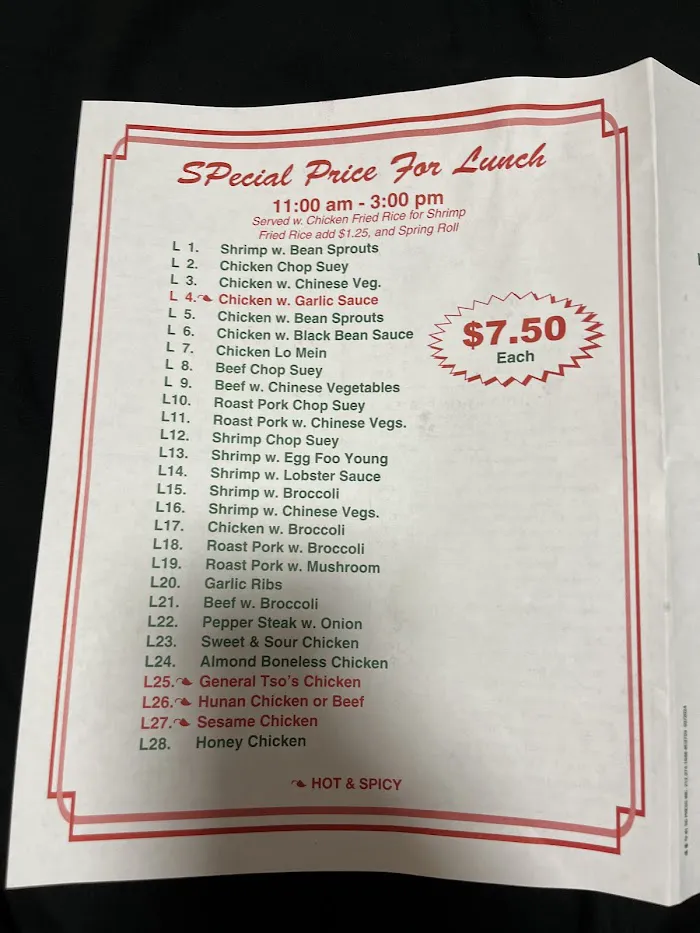 SPecial Price For Lunch
11:00 am - 3:00 pm
Served w. Chicken Fried Rice for Shrimp
Fried Rice add $1.25, and Spring Roll
L 1. Shrimp w. Bean Sprouts
L 2. Chicken Chop Suey
L 3. Chicken w. Chinese Veg.
L 4. Chicken w. Garlic Sauce
L 5. Chicken w. Bean Sprouts
L 6. Chicken w. Black Bean Sauce
L 7. Chicken Lo Mein
L 8. Beef Chop Suey
L 9. Beef w. Chinese Vegetables
L10. Roast Pork Chop Suey
L11. Roast Pork w. Chinese Vegs.
L12. Shrimp Chop Suey
L13. Shrimp w. Egg Foo Young
L14. Shrimp w. Lobster Sauce
L15. Shrimp w. Broccoli
L16. Shrimp w. Chinese Vegs.
L17. Chicken w. Broccoli
L18. Roast Pork w. Broccoli
L19. Roast Pork w. Mushroom
L20. Garlic Ribs
L21. Beef w. Broccoli
L22. Pepper Steak w. Onion
L23. Sweet & Sour Chicken
L24. Almond Boneless Chicken
L25. General Tso's Chicken
L26. Hunan Chicken or Beef
L27. Sesame Chicken
L28. Honey Chicken
$7.50
Each
HOT & SPICY